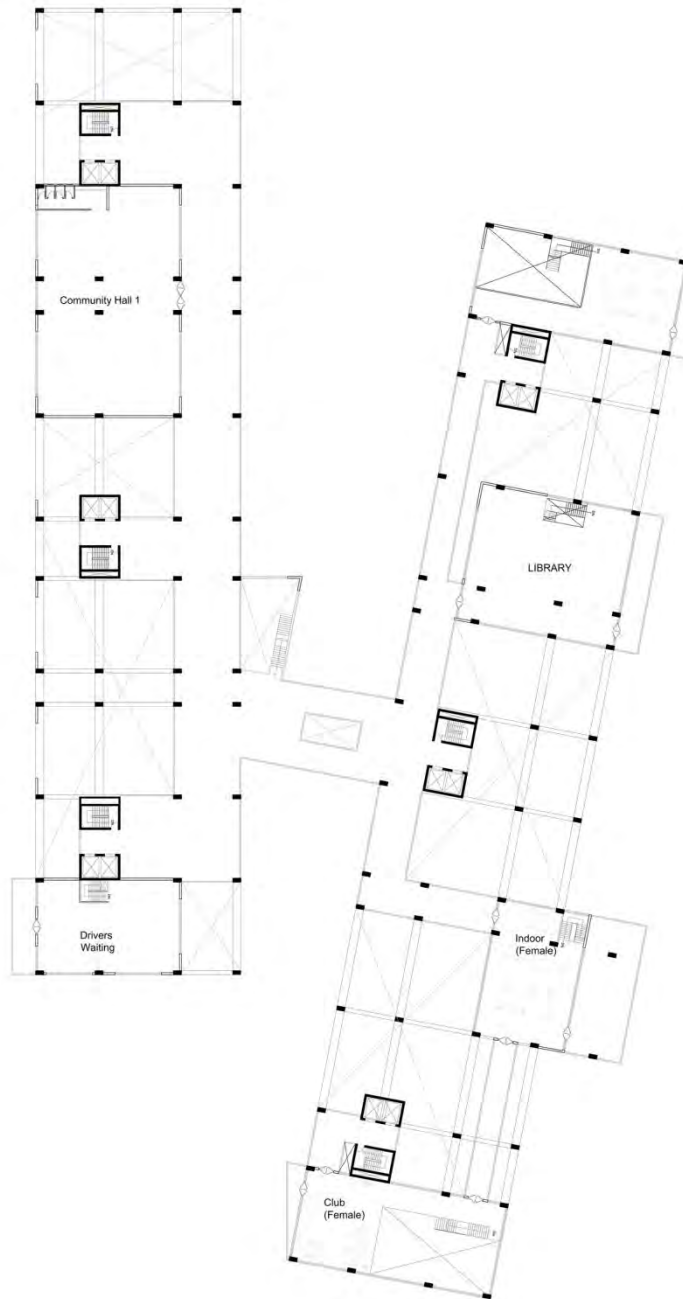 Community Hall 1
LIBRARY
Drivers
Waiting
Indoor
(Female)
Club
(Female)